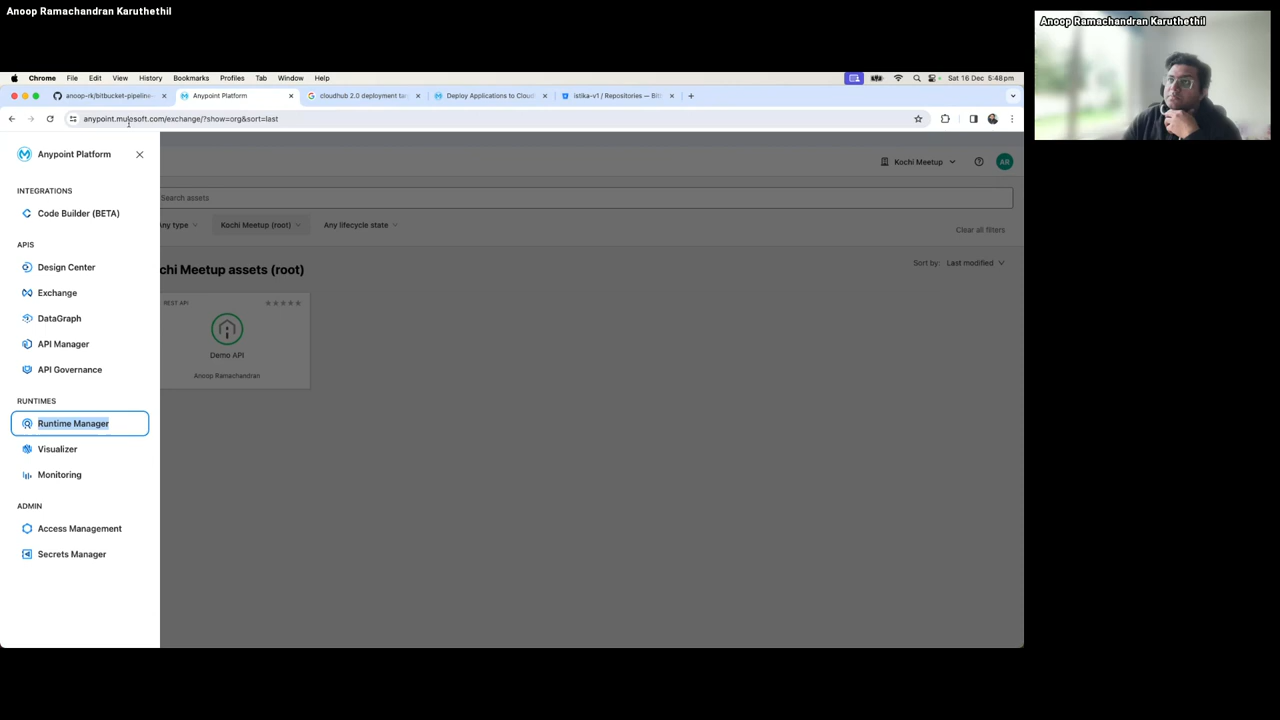 Anoop Ramachandran Karuthethil
Anoop Ramachandran Karuthethil
Chrome File Edit View History Bookmarks Profiles Tab Window Help Sat 16 Dec 5:48pm
anoop-rk/bitbucket-pipeline- Anypoint Platform cloudhub 2.0 deployment tar Deploy Applications to Cloud istika-v1 / Repositories — Bitb
anypoint.mulesoft.com/exchange/?show=org&sort=last
Anypoint Platform
Kochi Meetup
AR
INTEGRATIONS
Search assets
Code Builder (BETA)
ny type
Kochi Meetup (root)
Any lifecycle state
Clear all filters
APIS
Design Center
chi Meetup assets (root)
Sort by: Last modified
Exchange
REST API
DataGraph
API Manager
Demo API
API Governance
Anoop Ramachandran
RUNTIMES
Runtime Manager
Visualizer
Monitoring
ADMIN
Access Management
Secrets Manager